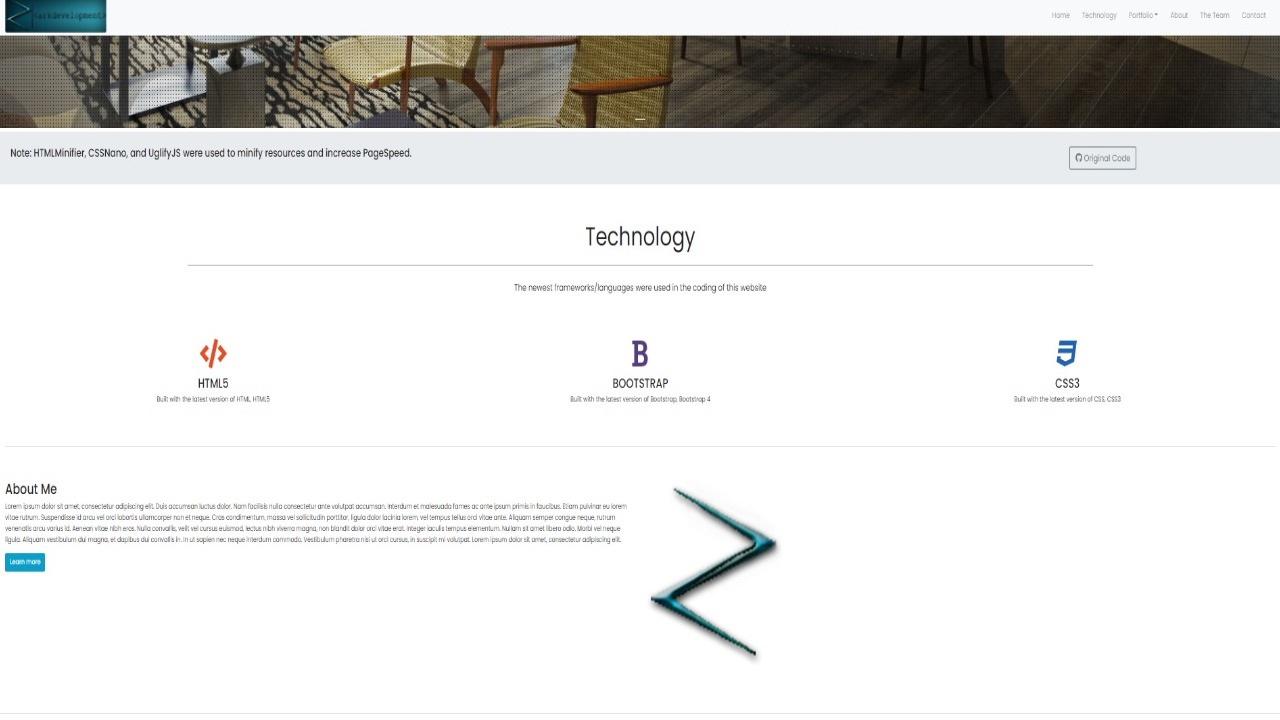 <arkdevelopment>
Home
Technology
Portfolio
About
The Team
Contact
Note: HTMLMinifier, CSSNano, and UglifyJS were used to minify resources and increase PageSpeed.
Original Code
Technology
The newest frameworks/languages were used in the coding of this website
HTML5
Built with the latest version of HTML, HTML5
BOOTSTRAP
Built with the latest version of Bootstrap, Bootstrap 4
CSS3
Built with the latest version of CSS, CSS3
About Me
Lorem ipsum dolor sit amet, consectetur adipiscing elit. Duis accumsan luctus dolor. Nam facilisis nulla consectetur ante volutpat accumsan. Interdum et malesuada fames ac ante ipsum primis in faucibus. Etiam pulvinar eu lorem
vitae rutrum. Suspendisse id arcu vel orci lobortis ullamcorper non et neque. Cras condimentum, massa vel sollicitudin porttitor, ligula dolor lacinia lorem, vel tempus tellus orci vitae ante. Aliquam semper congue neque, rutrum
venenatis arcu varius id. Aenean vitae nibh eros. Nulla convallis, velit vel cursus euismod, lectus nibh viverra magna, non blandit dolor orci vitae erat. Integer iaculis tempus elementum. Nullam sit amet libero odio. Morbi vel neque
ligula. Aliquam vestibulum dui magna, et dapibus dui convallis in. In ut sapien nec neque interdum commodo. Vestibulum pharetra nisi ut orci cursus, in suscipit mi volutpat. Lorem ipsum dolor sit amet, consectetur adipiscing elit.
Learn more